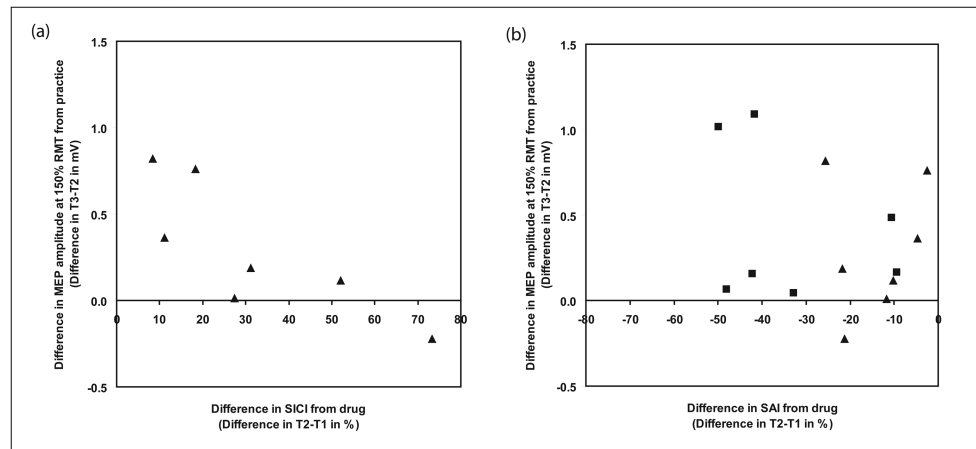 (a)
Difference in MEP amplitude at 150% RMT from practice
(Difference in T3-T2 in mV)
1.5
1.0
0.5
0.0
-0.5
0 10 20 30 40 50 60 70 80
Difference in SICI from drug
(Difference in T2-T1 in %)
(b)
Difference in MEP amplitude at 150% RMT from practice
(Difference in T3-T2 in mV)
1.5
1.0
0.5
0.0
-0.5
-80 -70 -60 -50 -40 -30 -20 -10 0
Difference in SAI from drug
(Difference in T2-T1 in %)